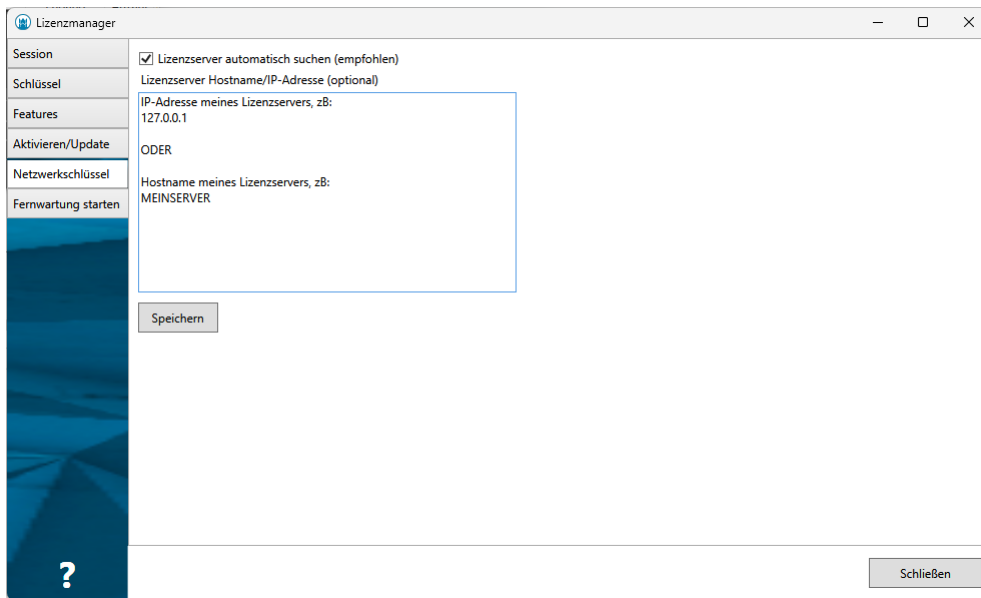 Lizenzmanager
Session
Schlüssel
Features
Aktivieren/Update
Netzwerkschlüssel
Fernwartung starten
Lizenzserver automatisch suchen (empfohlen)
Lizenzserver Hostname/IP-Adresse (optional)
IP-Adresse meines Lizenzservers, zB:
127.0.0.1
ODER
Hostname meines Lizenzservers, zB:
MEINSERVER
Speichern
?
Schließen